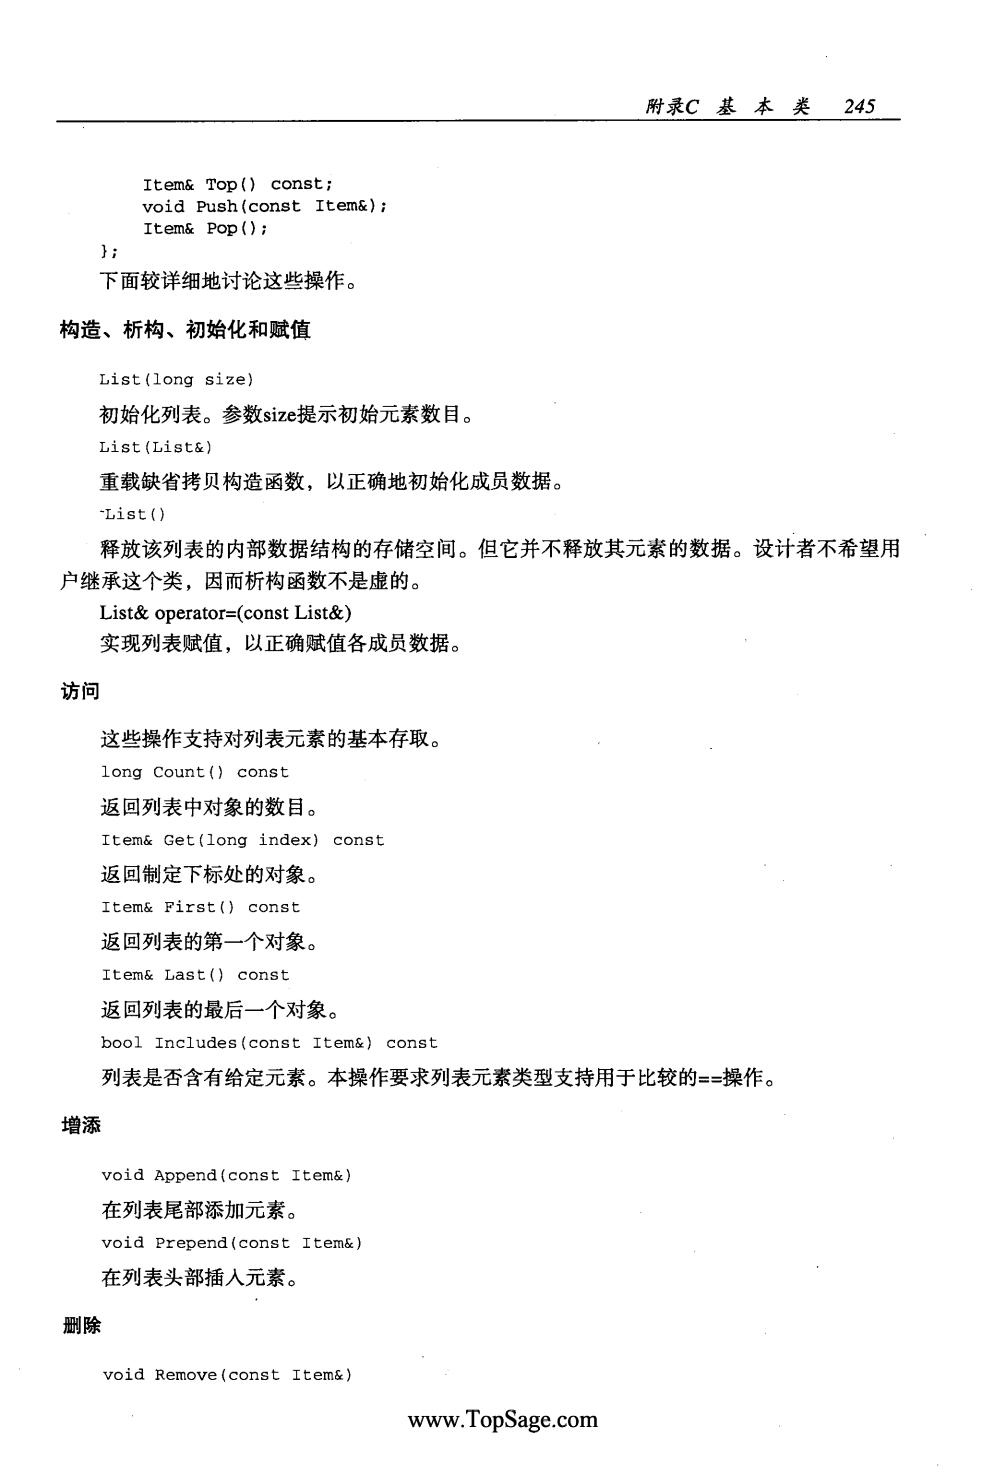 附录C 基 本 类 245
Item& Top() const;
void Push(const Item&);
Item& Pop();
};
下面较详细地讨论这些操作。
构造、析构、初始化和赋值
List(long size)
初始化列表。参数size提示初始元素数目。
List(List&)
重载缺省拷贝构造函数，以正确地初始化成员数据。
~List()
释放该列表的内部数据结构的存储空间。但它并不释放其元素的数据。设计者不希望用
户继承这个类，因而析构函数不是虚的。
List& operator=(const List&)
实现列表赋值，以正确赋值各成员数据。
访问
这些操作支持对列表元素的基本存取。
long Count() const
返回列表中对象的数目。
Item& Get(long index) const
返回制定下标处的对象。
Item& First() const
返回列表的第一个对象。
Item& Last() const
返回列表的最后一个对象。
bool Includes(const Item&) const
列表是否含有给定元素。本操作要求列表元素类型支持用于比较的==操作。
增添
void Append(const Item&)
在列表尾部添加元素。
void Prepend(const Item&)
在列表头部插入元素。
删除
void Remove(const Item&)
www.TopSage.com